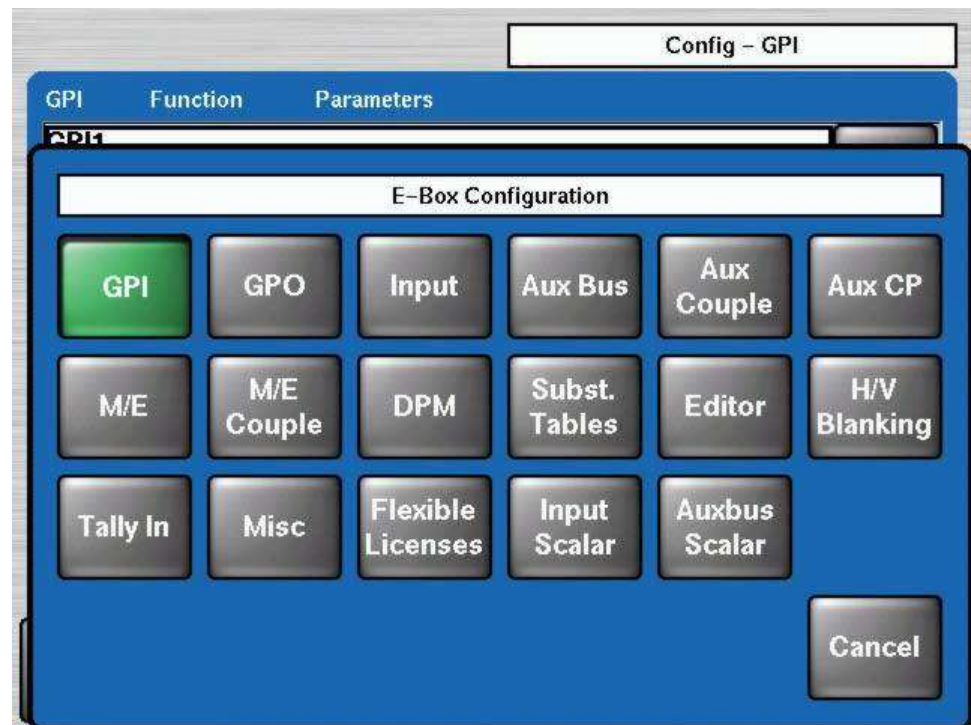 Config – GPI
GPI Function Parameters
GPI1
E–Box Configuration
GPI GPO Input Aux Bus Aux Couple Aux CP
M/E M/E Couple DPM Subst. Tables Editor H/V Blanking
Tally In Misc Flexible Licenses Input Scalar Auxbus Scalar
Cancel